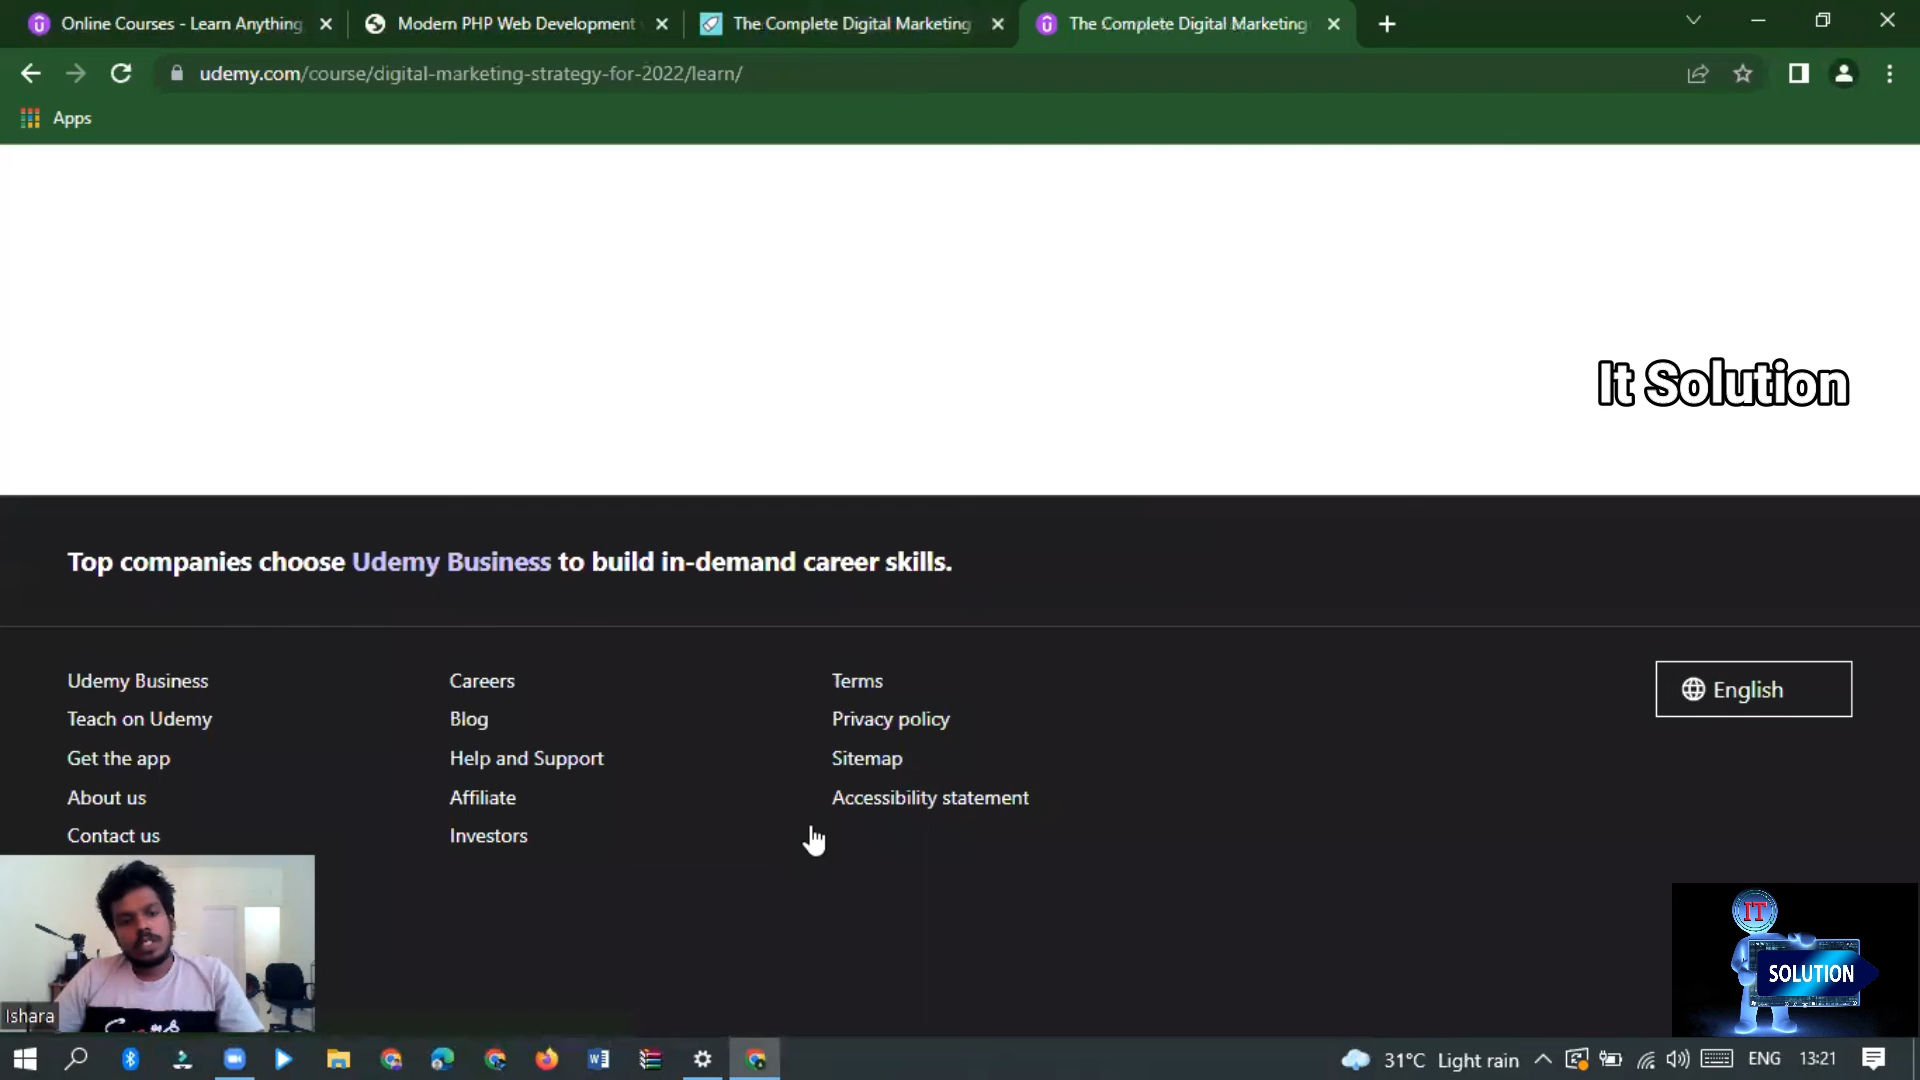 Online Courses - Learn Anything
Modern PHP Web Development
The Complete Digital Marketing
The Complete Digital Marketing
udemy.com/course/digital-marketing-strategy-for-2022/learn/
Apps
It Solution
Top companies choose Udemy Business to build in-demand career skills.
Udemy Business
Careers
Terms
English
Teach on Udemy
Blog
Privacy policy
Get the app
Help and Support
Sitemap
About us
Affiliate
Accessibility statement
Contact us
Investors
IT
SOLUTION
Ishara
31°C Light rain
ENG
13:21